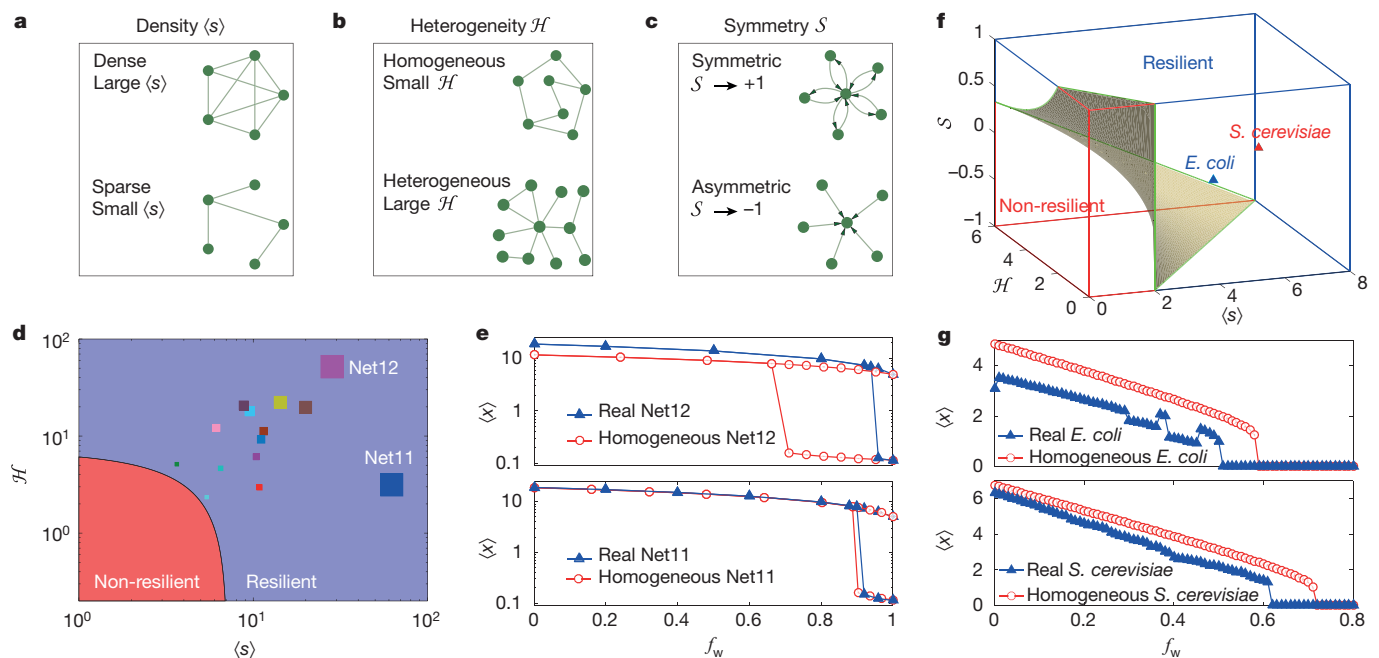 a
Density ⟨s⟩
Dense
Large ⟨s⟩
Sparse
Small ⟨s⟩
b
Heterogeneity ℋ
Homogeneous
Small ℋ
Heterogeneous
Large ℋ
c
Symmetry 𝒮
Symmetric
𝒮 → +1
Asymmetric
𝒮 → −1
d
10²
10¹
10⁰
ℋ
Net12
Net11
Non-resilient
Resilient
10⁰
10¹
10²
⟨s⟩
e
10
1
0.1
⟨x⟩
Real Net12
Homogeneous Net12
10
1
0.1
⟨x⟩
Real Net11
Homogeneous Net11
0
0.2
0.4
0.6
0.8
1
f_w
f
1
0.5
0
−0.5
−1
𝒮
Resilient
S. cerevisiae
E. coli
Non-resilient
6
4
2
0
ℋ
0
2
4
6
8
⟨s⟩
g
4
2
0
⟨x⟩
Real E. coli
Homogeneous E. coli
6
4
2
0
⟨x⟩
Real S. cerevisiae
Homogeneous S. cerevisiae
0
0.2
0.4
0.6
0.8
f_w